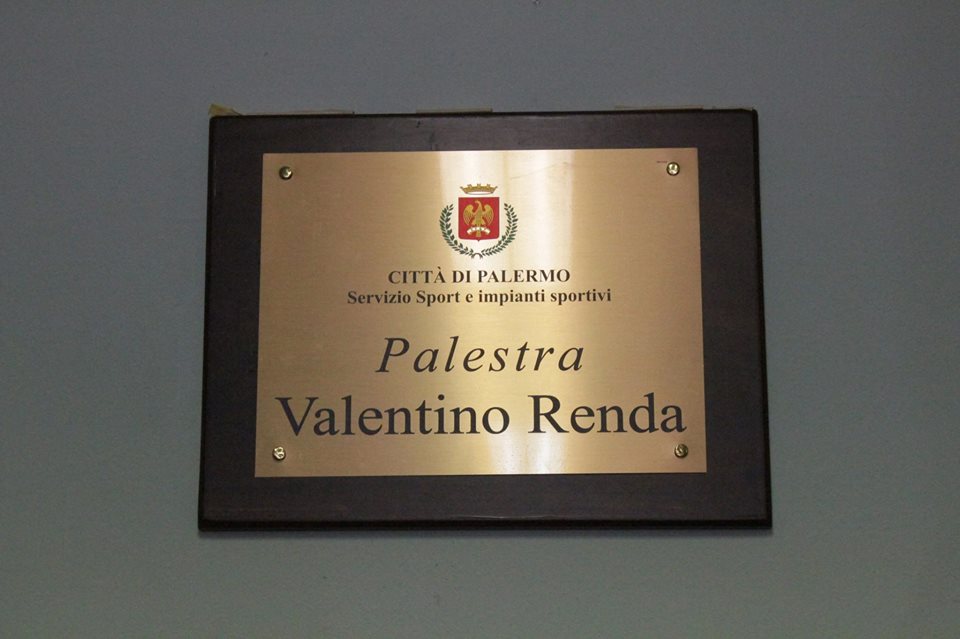 CITTÀ DI PALERMO
Servizio Sport e impianti sportivi
Palestra
Valentino Renda